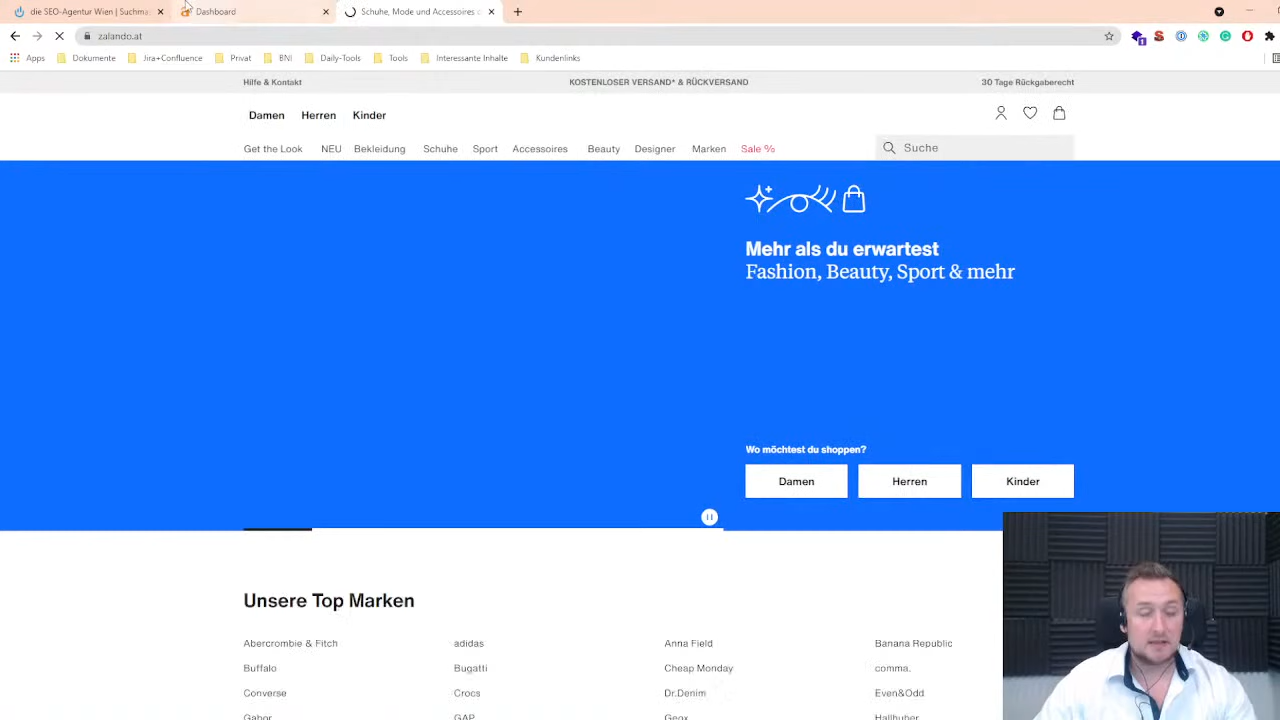 die SEO-Agentur Wien | Suchma
Dashboard
Schuhe, Mode und Accessoires
zalando.at
Apps
Dokumente
Jira+Confluence
Privat
BNI
Daily-Tools
Tools
Interessante Inhalte
Kundenlinks
Hilfe & Kontakt
KOSTENLOSER VERSAND* & RÜCKVERSAND
30 Tage Rückgaberecht
Damen Herren Kinder
Get the Look NEU Bekleidung Schuhe Sport Accessoires Beauty Designer Marken Sale %
Suche
Mehr als du erwartest
Fashion, Beauty, Sport & mehr
Wo möchtest du shoppen?
Damen Herren Kinder
Unsere Top Marken
Abercrombie & Fitch adidas Anna Field Banana Republic
Buffalo Bugatti Cheap Monday comma,
Converse Crocs Dr.Denim Even&Odd
Gabor GAP Geox Hallhuber